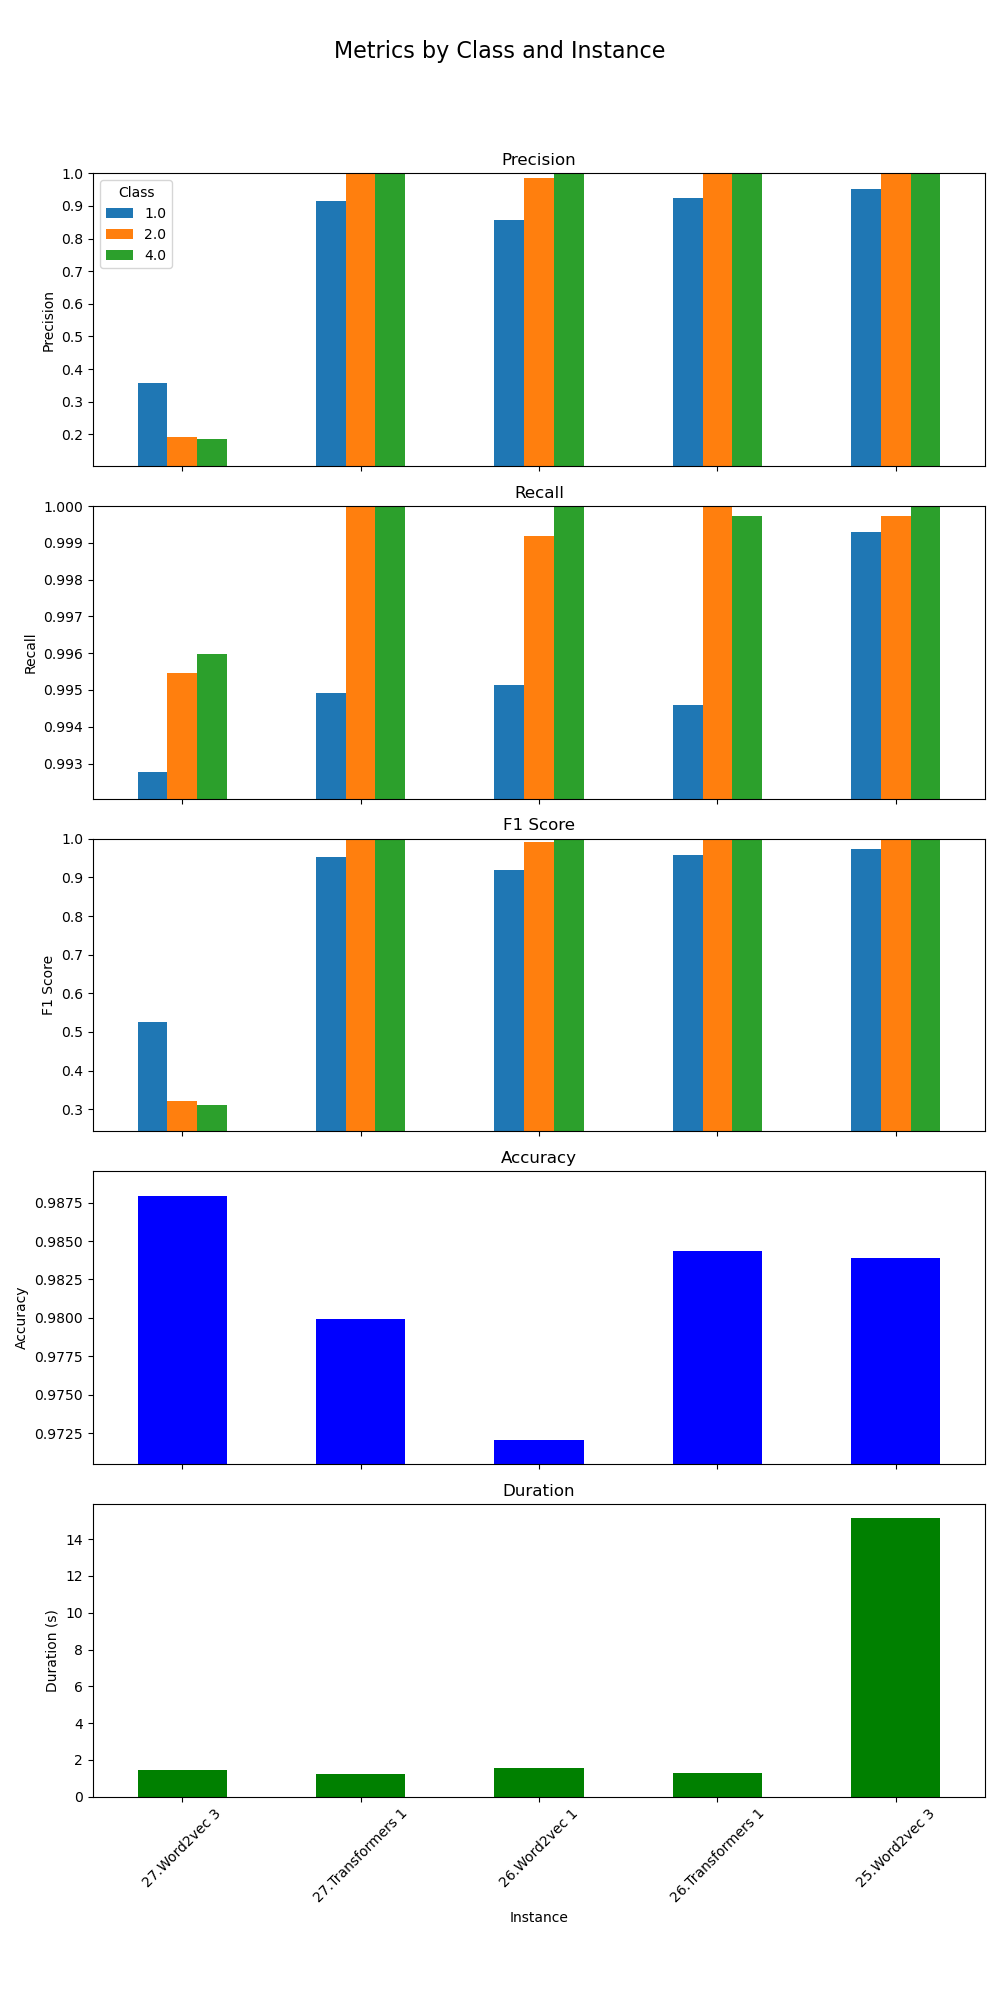 Metrics by Class and Instance
Precision
Class
1.0
2.0
4.0
1.0
0.9
0.8
0.7
0.6
0.5
0.4
0.3
0.2
Precision
Recall
1.000
0.999
0.998
0.997
0.996
0.995
0.994
0.993
Recall
F1 Score
1.0
0.9
0.8
0.7
0.6
0.5
0.4
0.3
F1 Score
Accuracy
0.9875
0.9850
0.9825
0.9800
0.9775
0.9750
0.9725
Accuracy
Duration
14
12
10
8
6
4
2
0
Duration (s)
27.Word2vec 3
27.Transformers 1
26.Word2vec 1
26.Transformers 1
25.Word2vec 3
Instance